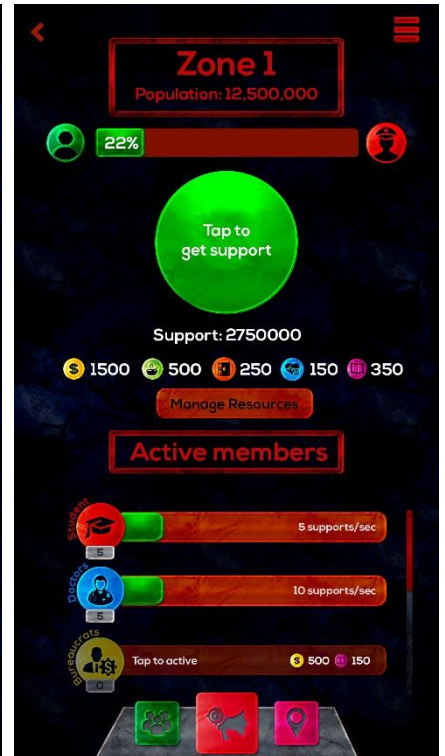 Zone 1
Population: 12,500,000
22%
Tap to
get support
Support: 2750000
$ 1500 500 250 150 350
Manage Resources
Active members
Student
5 supports/sec
5
Doctors
10 supports/sec
5
Bureaucrats
Tap to active $ 500 150
0